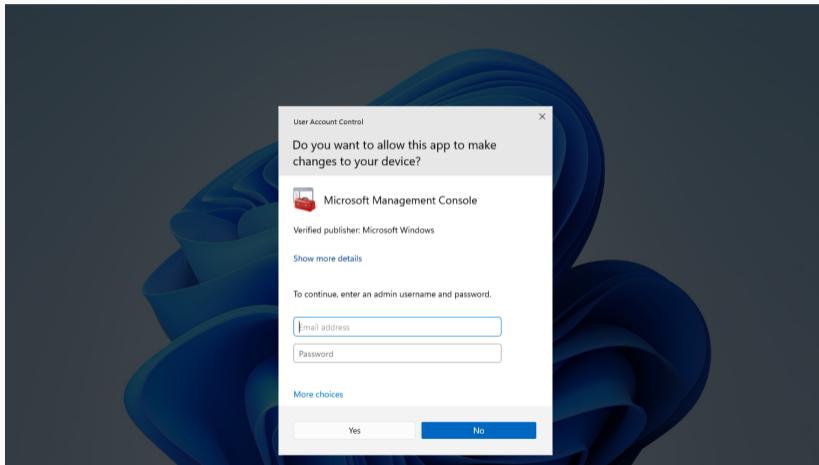 User Account Control
Do you want to allow this app to make
changes to your device?
Microsoft Management Console
Verified publisher: Microsoft Windows
Show more details
To continue, enter an admin username and password.
Email address
Password
More choices
Yes
No